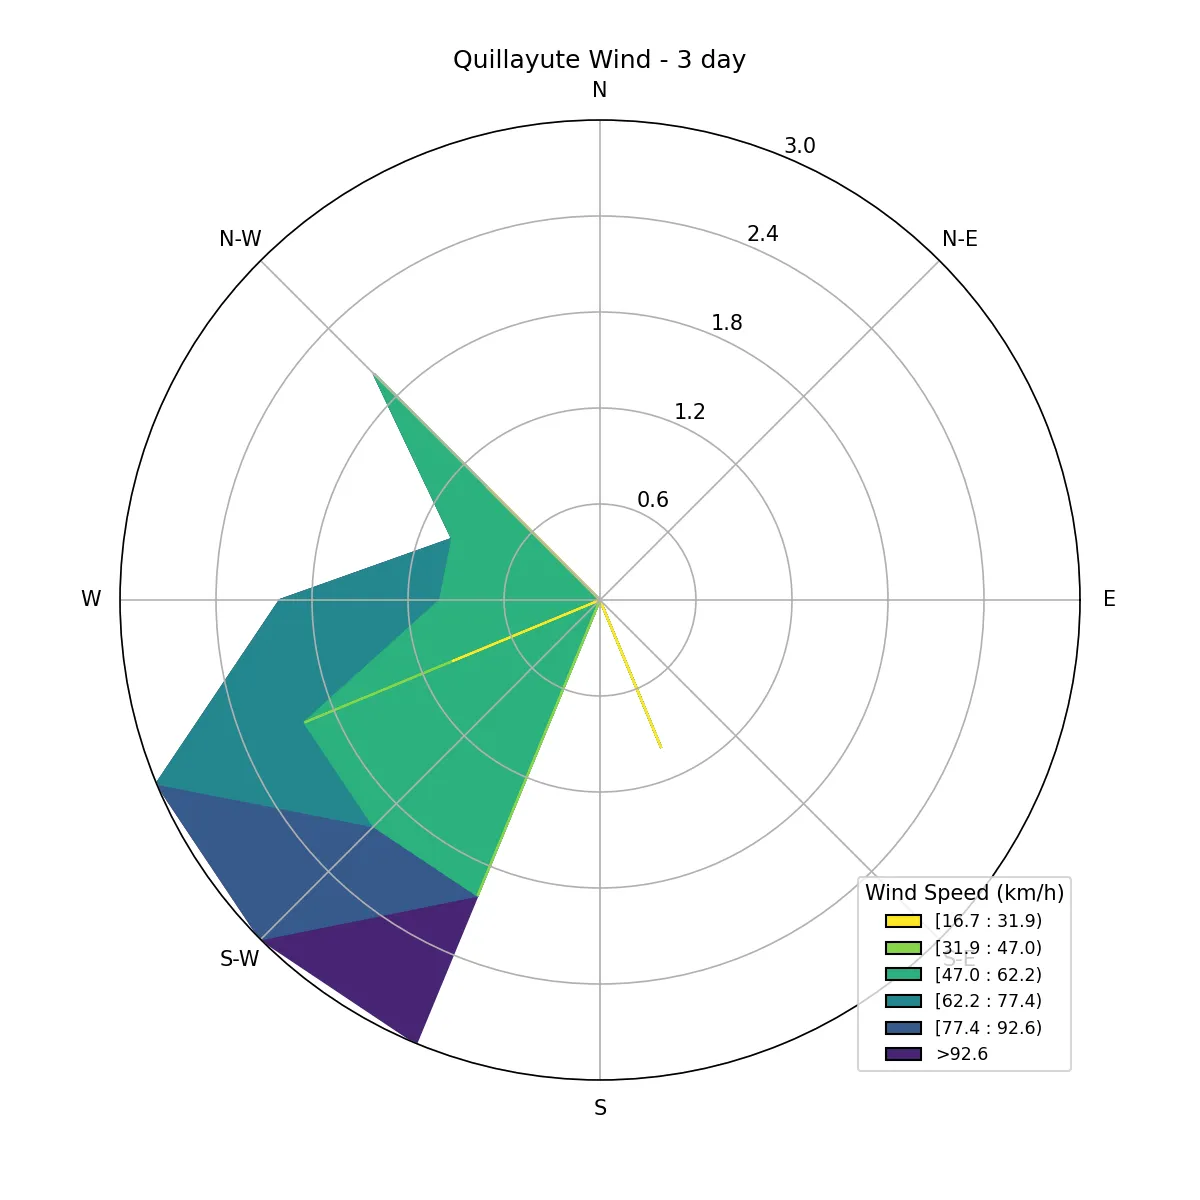 Quillayute Wind - 3 day
N
3.0
N-W
2.4
N-E
1.8
1.2
0.6
W
E
Wind Speed (km/h)
[16.7 : 31.9)
[31.9 : 47.0)
S-W
S-E
[47.0 : 62.2)
[62.2 : 77.4)
[77.4 : 92.6)
>92.6
S